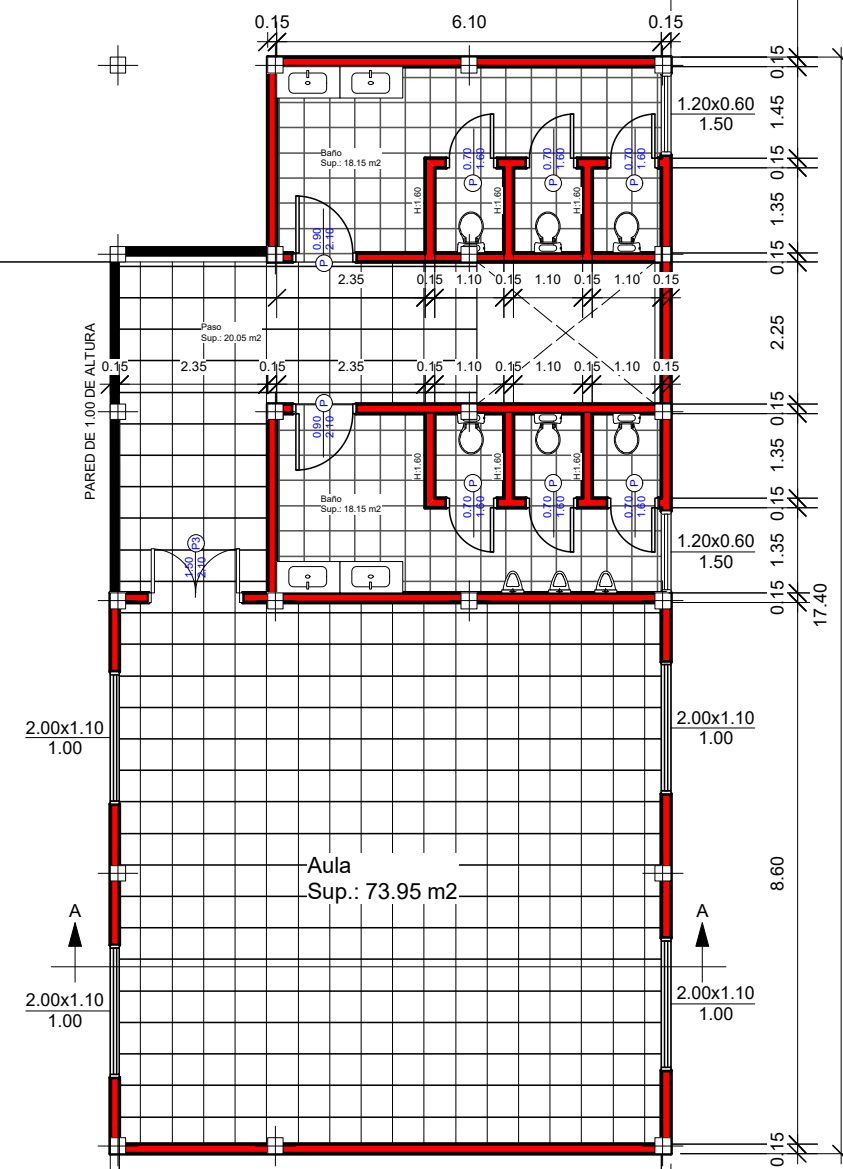 0.15 6.10 0.15
0.15
1.20x0.60
1.50
1.45
Baño
Sup.: 18.15 m2
0.70
1.60
P
0.70
1.60
P
0.70
1.60
P
0.15
H:1.60
H:1.60
H:1.60
1.35
0.90
2.10
P
0.15
2.35 0.15 1.10 0.15 1.10 0.15 1.10 0.15
Paso
Sup.: 20.05 m2
2.25
0.15 2.35 0.15 2.35 0.15 1.10 0.15 1.10 0.15 1.10 0.15
PARED DE 1.00 DE ALTURA
P
0.90
2.10
0.15
H:1.60
H:1.60
H:1.60
1.35
Baño
Sup.: 18.15 m2
P
0.70
1.60
P
0.70
1.60
P
0.70
1.60
0.15
1.20x0.60
1.50
1.35
P3
1.50
2.10
0.15
17.40
2.00x1.10
1.00
2.00x1.10
1.00
Aula
Sup.: 73.95 m2
8.60
A A
2.00x1.10
1.00
2.00x1.10
1.00
0.15